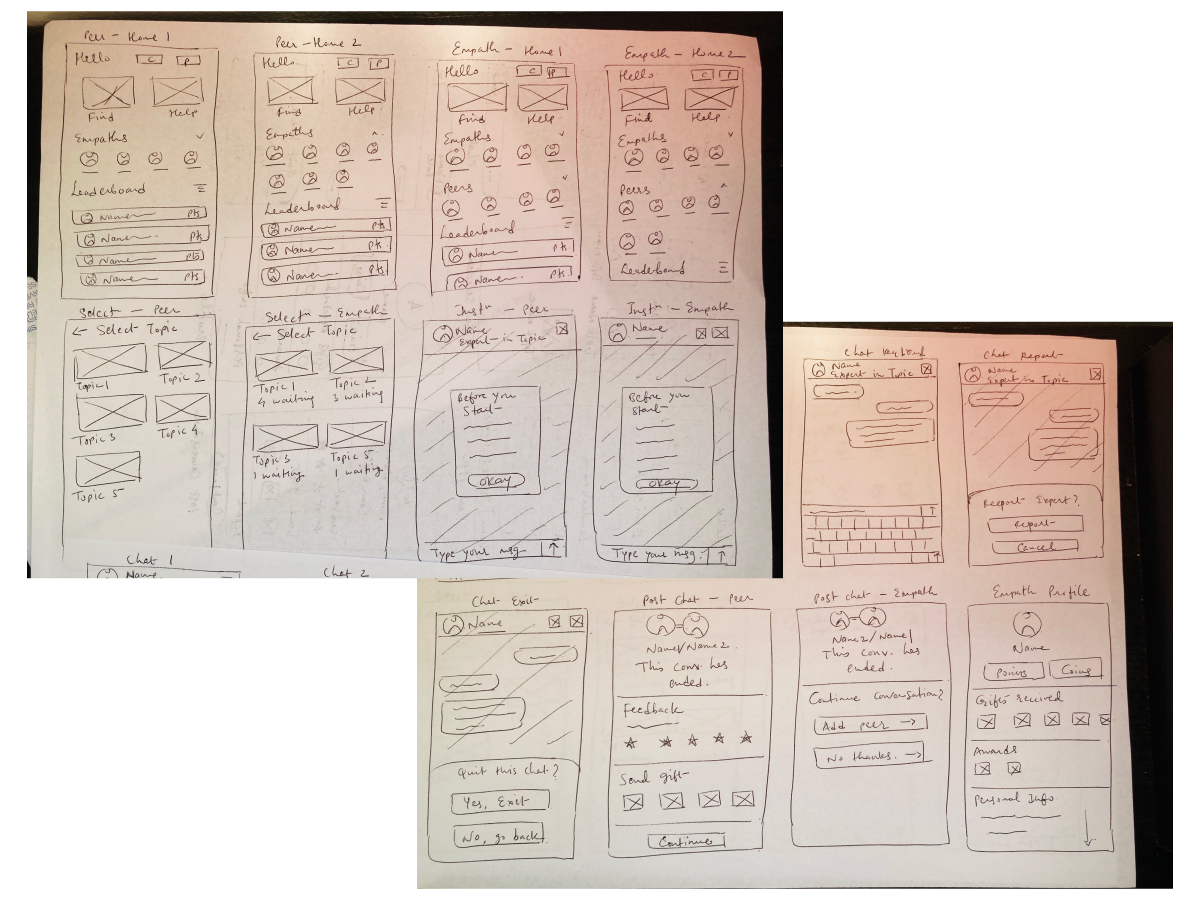 Peer - Home 1
Hello C P
Find Help
Empaths
Leaderboard
Name Pts
Name Pts
Name Pts
Name Pts
Peer - Home 2
Hello C P
Find Help
Empaths
Leaderboard
Name Pts
Name Pts
Name Pts
Empath - Home 1
Hello C P
Find Help
Empaths
Peers
Leaderboard
Name Pts
Name Pts
Empath - Home 2
Hello C P
Find Help
Empaths
Peers
Leaderboard
Select - Peer
← Select Topic
Topic 1 Topic 2
Topic 3 Topic 4
Topic 5
Selectn - Empath
← Select Topic
Topic 1 Topic 2
4 waiting 3 waiting
Topic 3 Topic 5
1 waiting 1 waiting
Instn - Peer
Name
Expert in Topic
Before you
Start
Okay
Type your msg ↑
Instn - Empath
Name
Before you
Start
Okay
Type your msg. ↑
Chat 1
Name
Chat 2
Chat Keyboard
Name
Expert in Topic
↑
Chat Report
Name
Expert in Topic
Report Expert?
Report
Cancel
Chat Exit
Name
Quit this chat?
Yes, Exit
No, go back
Post Chat - Peer
Name1/Name2.
This conv. has
ended.
Feedback
Send gift
Continue
Post chat - Empath
Name2/Name1
This conv. has
ended.
Continue conversation?
Add peer →
No thanks. →
Empath Profile
Name
Points Coins
Gifts recived
Awards
Personal Info